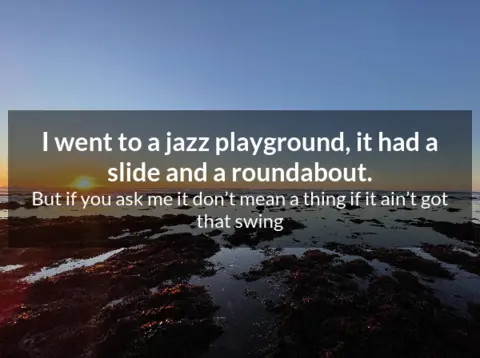 I went to a jazz playground, it had a
slide and a roundabout.
But if you ask me it don’t mean a thing if it ain’t got
that swing